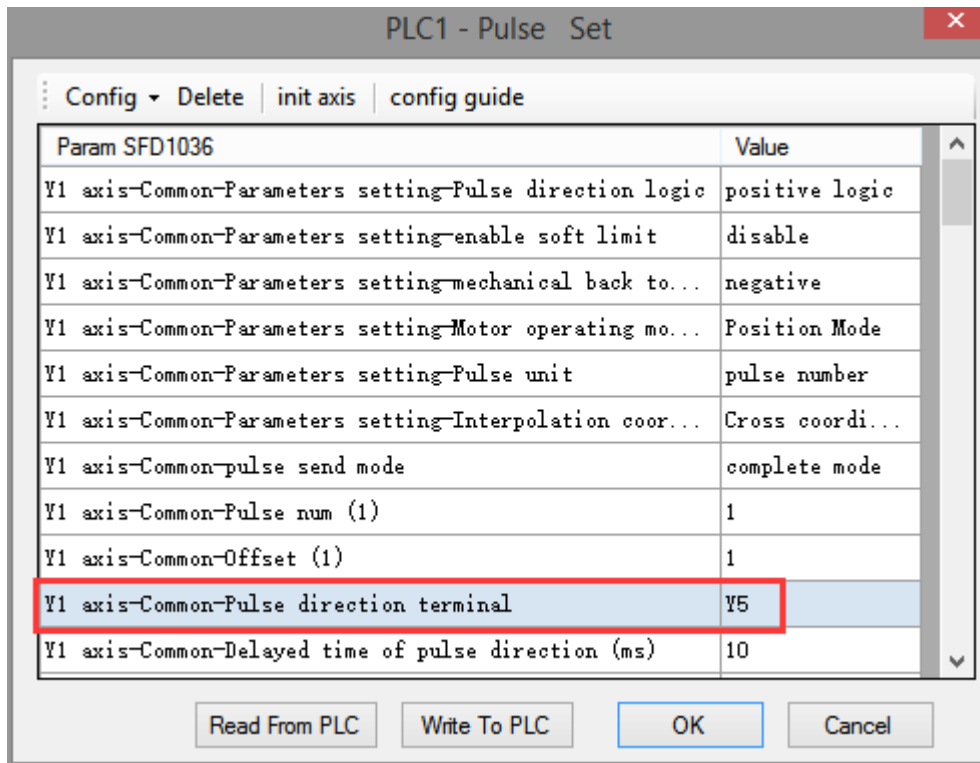 PLC1 - Pulse Set
Config Delete init axis config guide
Param SFD1036 Value
Y1 axis-Common-Parameters setting-Pulse direction logic positive logic
Y1 axis-Common-Parameters setting-enable soft limit disable
Y1 axis-Common-Parameters setting-mechanical back to... negative
Y1 axis-Common-Parameters setting-Motor operating mo... Position Mode
Y1 axis-Common-Parameters setting-Pulse unit pulse number
Y1 axis-Common-Parameters setting-Interpolation coor... Cross coordi...
Y1 axis-Common-pulse send mode complete mode
Y1 axis-Common-Pulse num (1) 1
Y1 axis-Common-Offset (1) 1
Y1 axis-Common-Pulse direction terminal Y5
Y1 axis-Common-Delayed time of pulse direction (ms) 10
Read From PLC Write To PLC OK Cancel